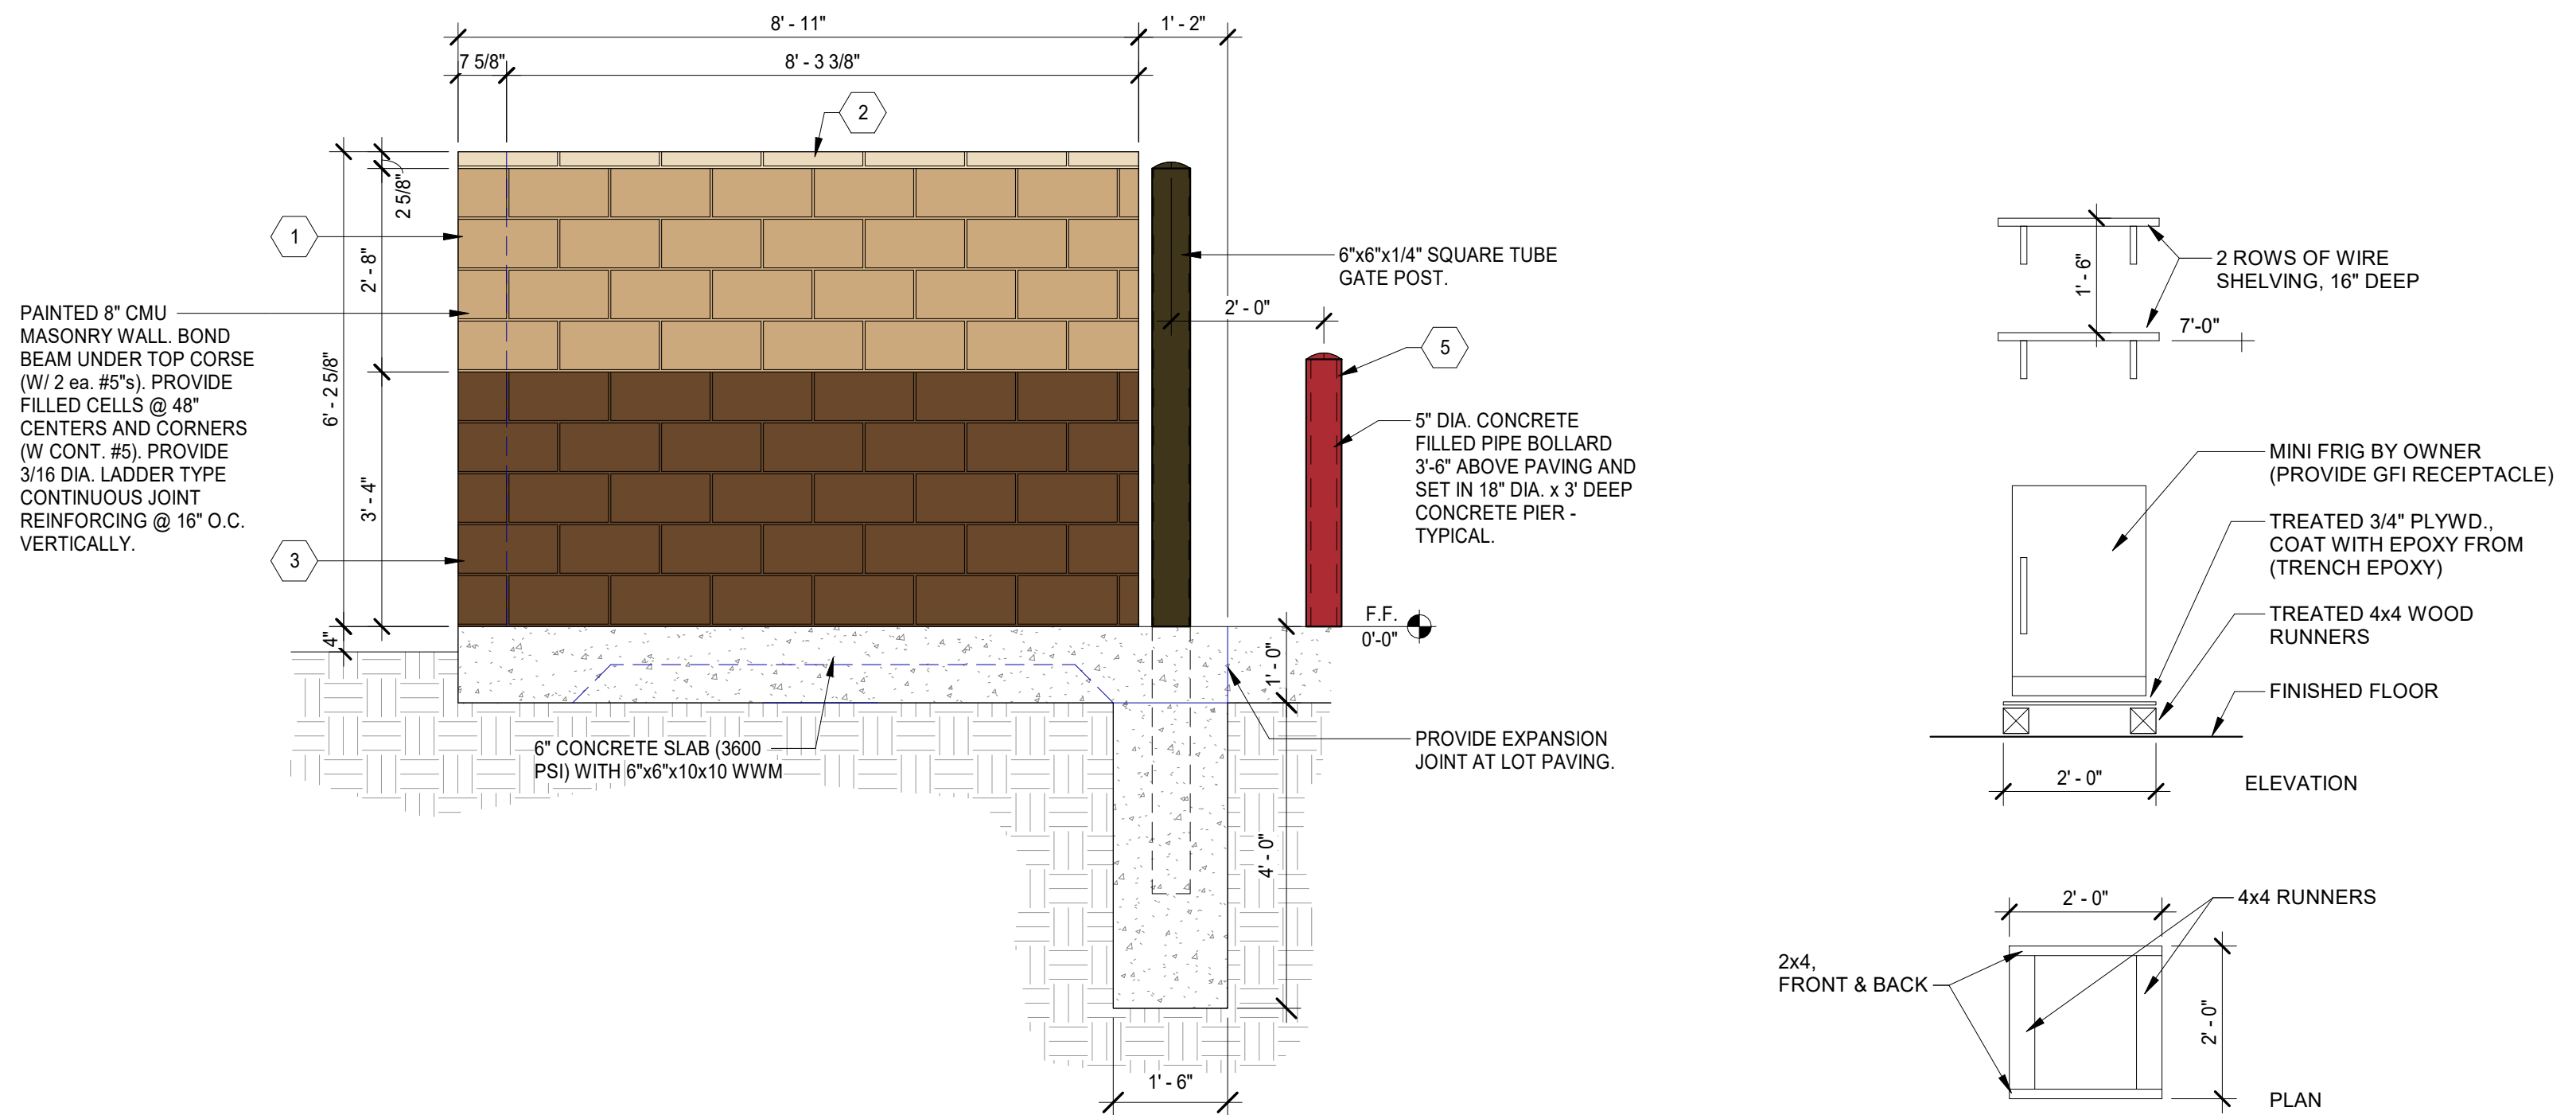 8' - 11"
1' - 2"
7 5/8"
8' - 3 3/8"
2
1
3
2 5/8"
2' - 8"
6' - 2 5/8"
3' - 4"
4"
PAINTED 8" CMU
MASONRY WALL. BOND
BEAM UNDER TOP CORSE
(W/ 2 ea. #5"s). PROVIDE
FILLED CELLS @ 48"
CENTERS AND CORNERS
(W CONT. #5). PROVIDE
3/16 DIA. LADDER TYPE
CONTINUOUS JOINT
REINFORCING @ 16" O.C.
VERTICALLY.
6"x6"x1/4" SQUARE TUBE
GATE POST.
2' - 0"
5
5" DIA. CONCRETE
FILLED PIPE BOLLARD
3'-6" ABOVE PAVING AND
SET IN 18" DIA. x 3' DEEP
CONCRETE PIER -
TYPICAL.
F.F.
0'-0"
1' - 0"
6" CONCRETE SLAB (3600
PSI) WITH 6"x6"x10x10 WWM
PROVIDE EXPANSION
JOINT AT LOT PAVING.
4' - 0"
1' - 6"
1' - 6"
2 ROWS OF WIRE
SHELVING, 16" DEEP
7'-0"
MINI FRIG BY OWNER
(PROVIDE GFI RECEPTACLE)
TREATED 3/4" PLYWD.,
COAT WITH EPOXY FROM
(TRENCH EPOXY)
TREATED 4x4 WOOD
RUNNERS
FINISHED FLOOR
2' - 0"
ELEVATION
2' - 0"
4x4 RUNNERS
2x4,
FRONT & BACK
2' - 0"
PLAN